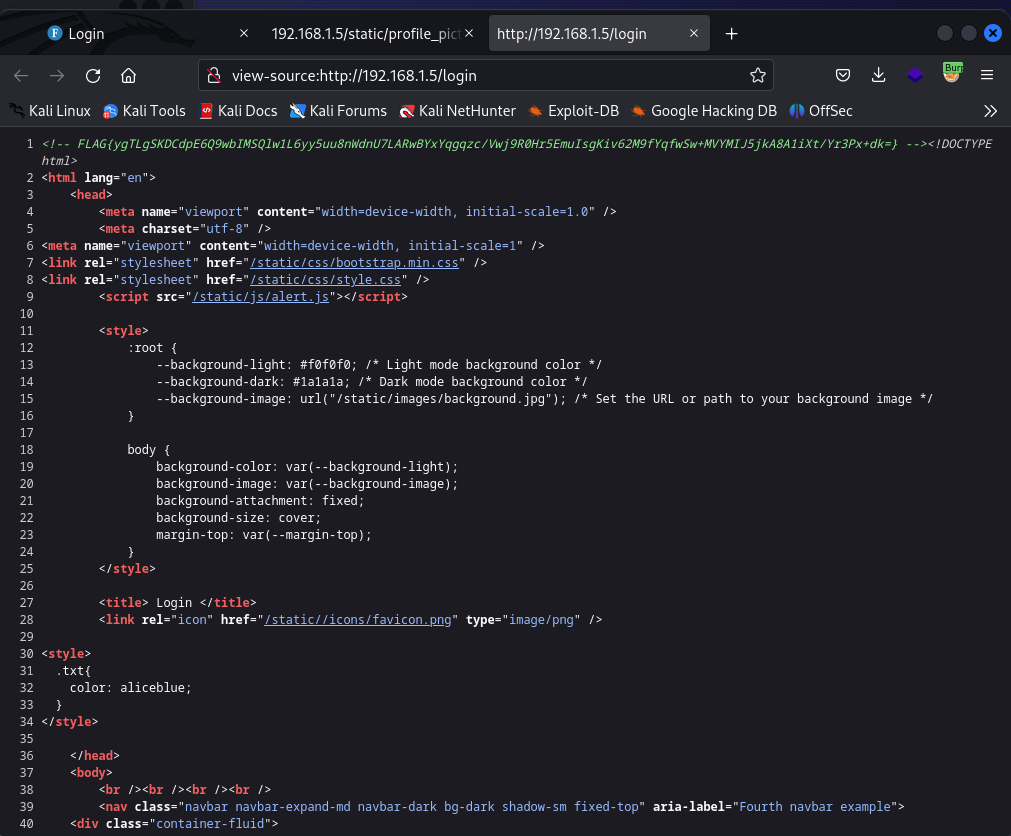 Login
192.168.1.5/static/profile_pict
http://192.168.1.5/login
view-source:http://192.168.1.5/login
Burp
Kali Linux Kali Tools Kali Docs Kali Forums Kali NetHunter Exploit-DB Google Hacking DB OffSec
1 <!-- FLAG{ygTLgSKDCdpE6Q9wbIMSQlw1L6yy5uu8nWdnU7LARwBYxYqgqzc/Vwj9R0Hr5EmuIsgKiv62M9fYqfwSw+MVYMIJ5jkA8A1iXt/Yr3Px+dk=} --><!DOCTYPE
html>
2 <html lang="en">
3 <head>
4 <meta name="viewport" content="width=device-width, initial-scale=1.0" />
5 <meta charset="utf-8" />
6 <meta name="viewport" content="width=device-width, initial-scale=1" />
7 <link rel="stylesheet" href="/static/css/bootstrap.min.css" />
8 <link rel="stylesheet" href="/static/css/style.css" />
9 <script src="/static/js/alert.js"></script>
10
11 <style>
12 :root {
13 --background-light: #f0f0f0; /* Light mode background color */
14 --background-dark: #1a1a1a; /* Dark mode background color */
15 --background-image: url("/static/images/background.jpg"); /* Set the URL or path to your background image */
16 }
17
18 body {
19 background-color: var(--background-light);
20 background-image: var(--background-image);
21 background-attachment: fixed;
22 background-size: cover;
23 margin-top: var(--margin-top);
24 }
25 </style>
26
27 <title> Login </title>
28 <link rel="icon" href="/static//icons/favicon.png" type="image/png" />
29
30 <style>
31 .txt{
32 color: aliceblue;
33 }
34 </style>
35
36 </head>
37 <body>
38 <br /><br /><br /><br />
39 <nav class="navbar navbar-expand-md navbar-dark bg-dark shadow-sm fixed-top" aria-label="Fourth navbar example">
40 <div class="container-fluid">